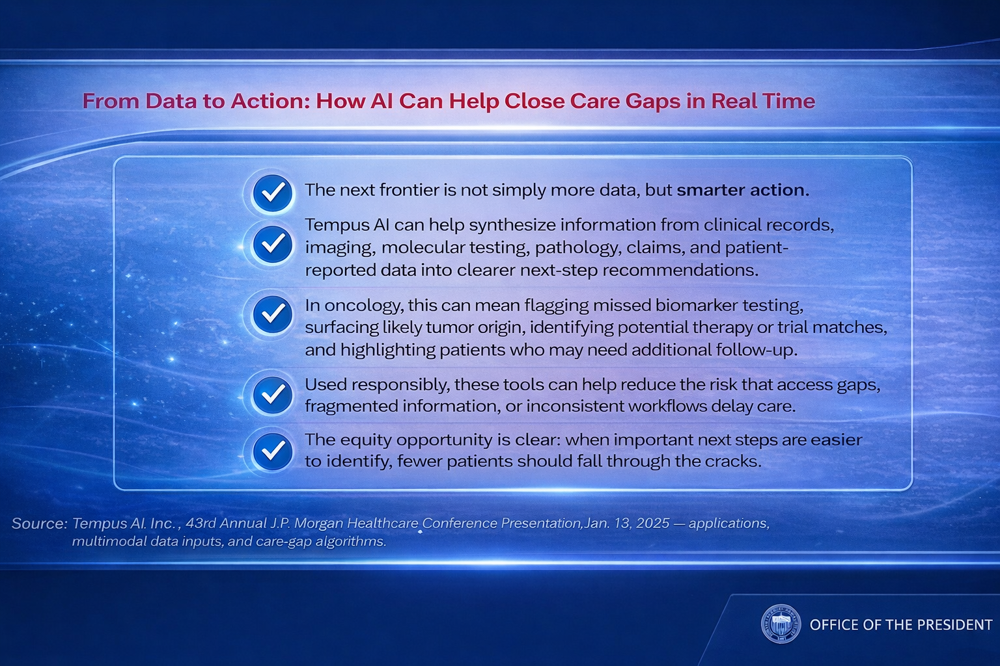 From Data to Action: How AI Can Help Close Care Gaps in Real Time
The next frontier is not simply more data, but smarter action.
Tempus AI can help synthesize information from clinical records,
imaging, molecular testing, pathology, claims, and patient-
reported data into clearer next-step recommendations.
In oncology, this can mean flagging missed biomarker testing,
surfacing likely tumor origin, identifying potential therapy or trial matches,
and highlighting patients who may need additional follow-up.
Used responsibly, these tools can help reduce the risk that access gaps,
fragmented information, or inconsistent workflows delay care.
The equity opportunity is clear: when important next steps are easier
to identify, fewer patients should fall through the cracks.
Source: Tempus AI. Inc., 43rd Annual J.P. Morgan Healthcare Conference Presentation, Jan. 13, 2025 — applications,
multimodal data inputs, and care-gap algorithms.
OFFICE OF THE PRESIDENT